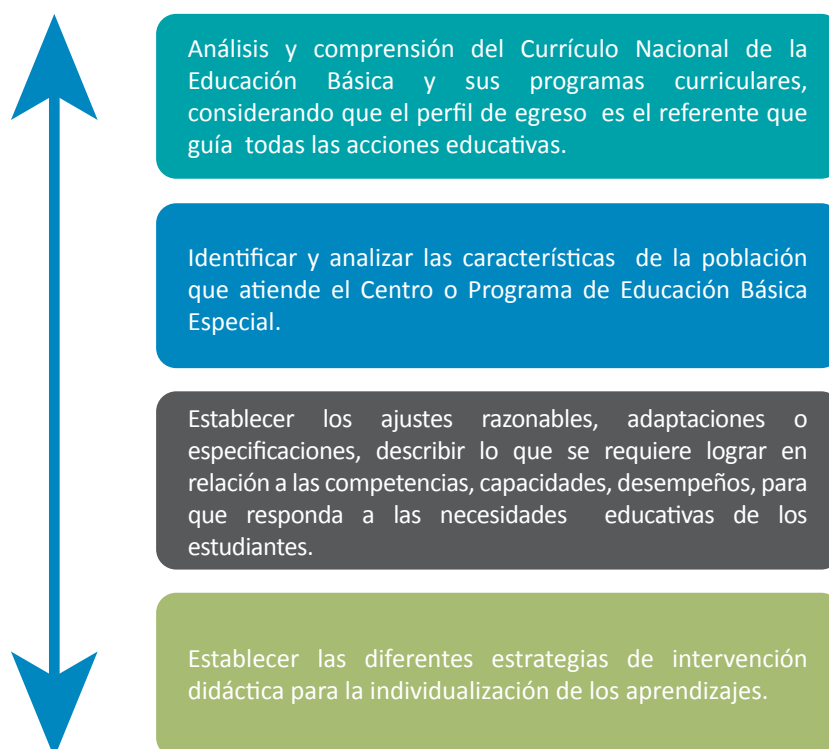 Análisis y comprensión del Currículo Nacional de la
Educación Básica y sus programas curriculares,
considerando que el perfil de egreso es el referente que
guía todas las acciones educativas.
Identificar y analizar las características de la población
que atiende el Centro o Programa de Educación Básica
Especial.
Establecer los ajustes razonables, adaptaciones o
especificaciones, describir lo que se requiere lograr en
relación a las competencias, capacidades, desempeños, para
que responda a las necesidades educativas de los
estudiantes.
Establecer las diferentes estrategias de intervención
didáctica para la individualización de los aprendizajes.